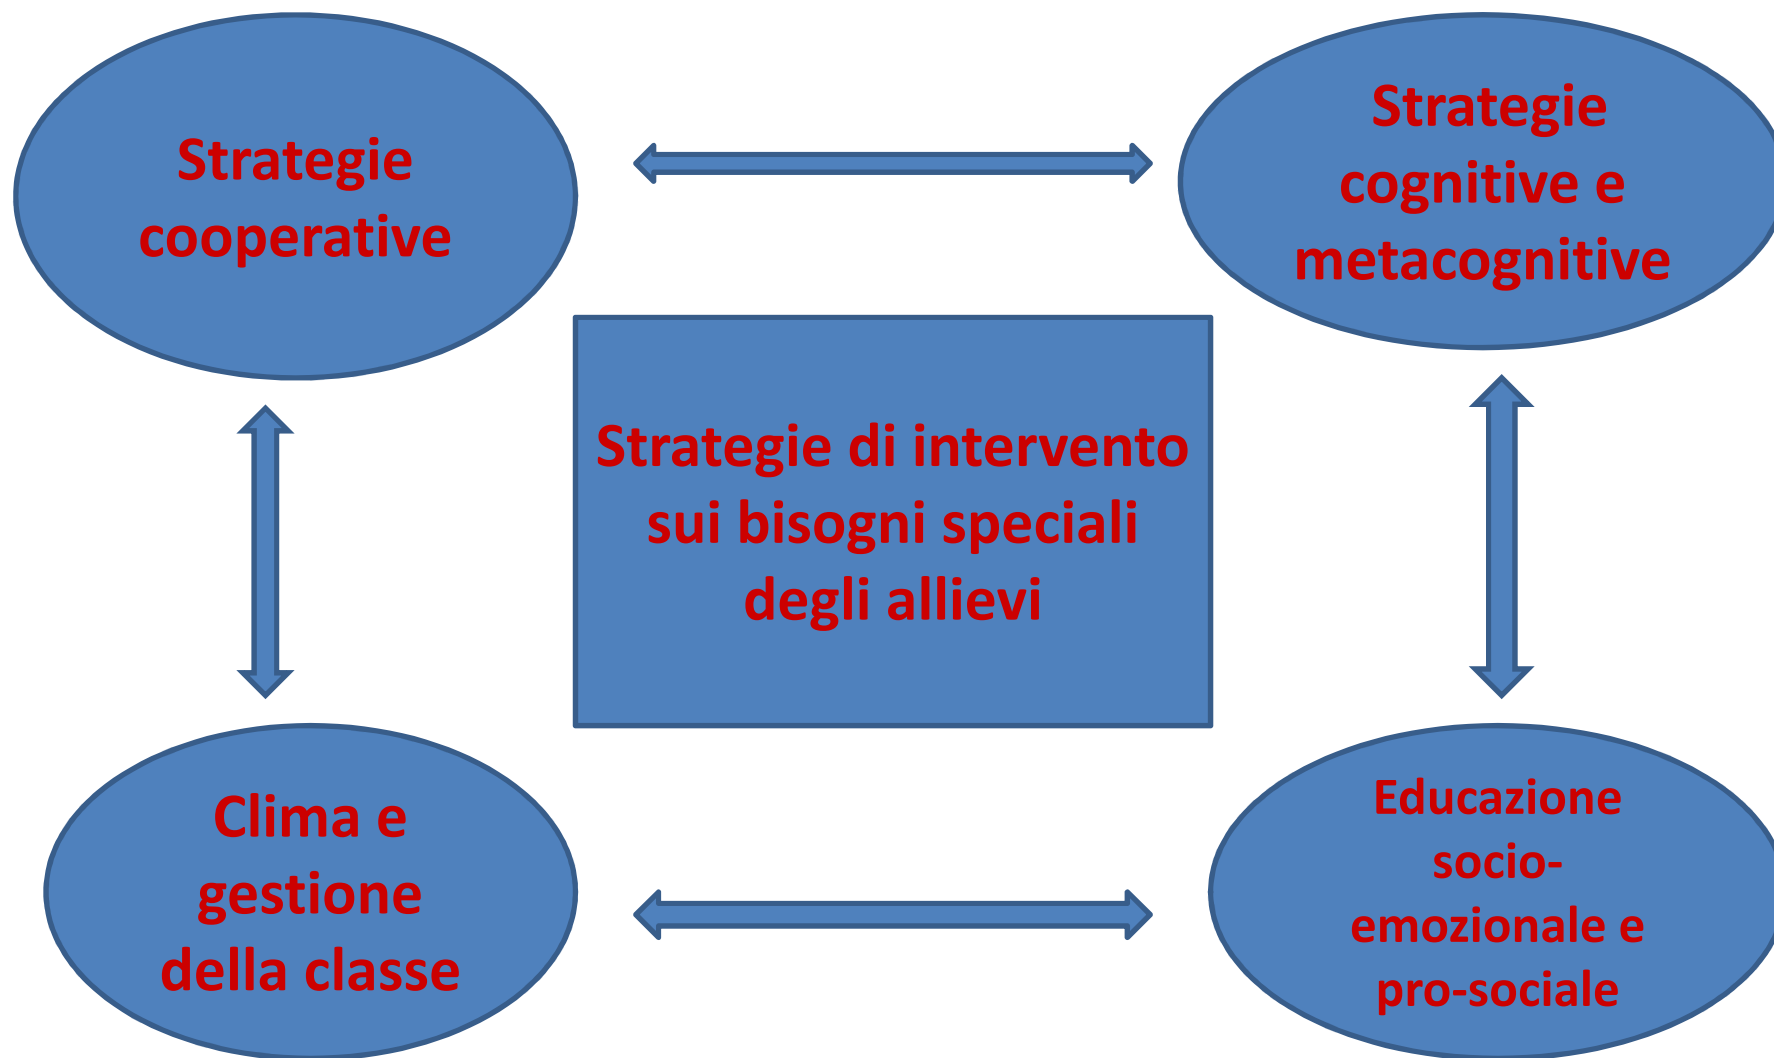 Strategie
cooperative
Strategie
cognitive e
metacognitive
Strategie di intervento
sui bisogni speciali
degli allievi
Clima e
gestione
della classe
Educazione
socio-
emozionale e
pro-sociale